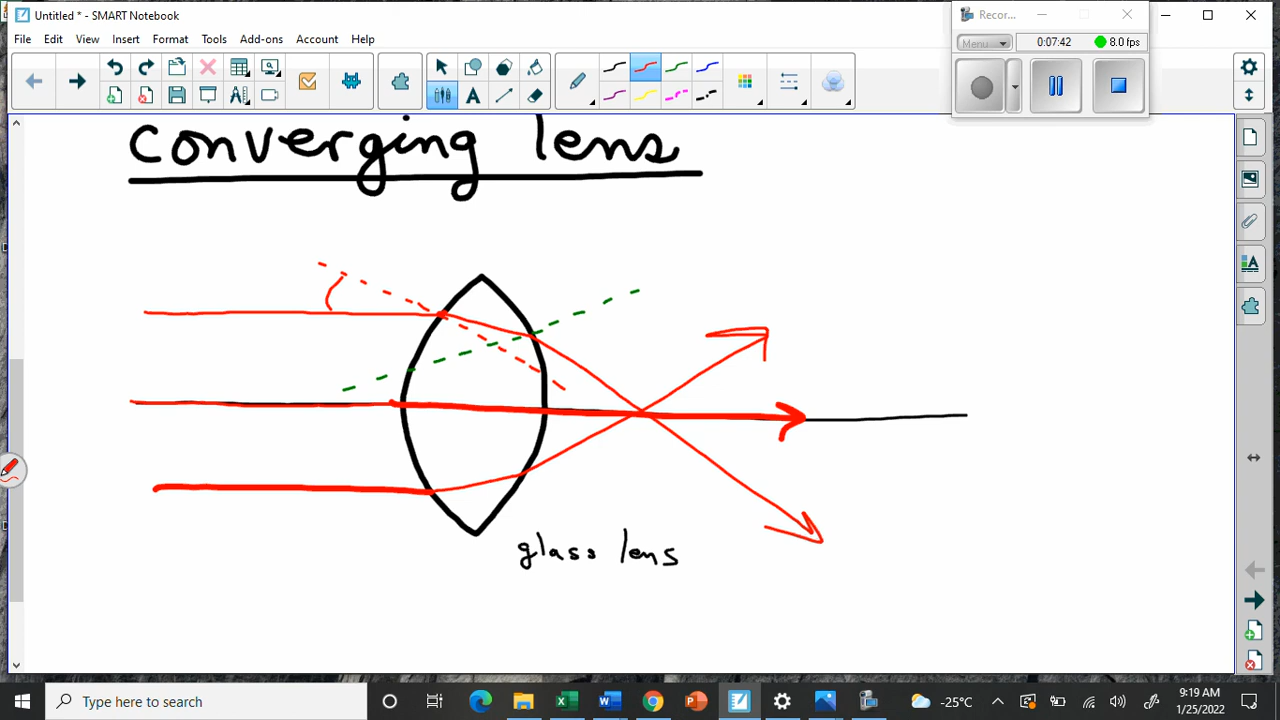 Untitled * - SMART Notebook
File Edit View Insert Format Tools Add-ons Account Help
Recor...
Menu
0:07:42
8.0 fps
A
converging lens
glass lens
Type here to search
-25°C
9:19 AM
1/25/2022